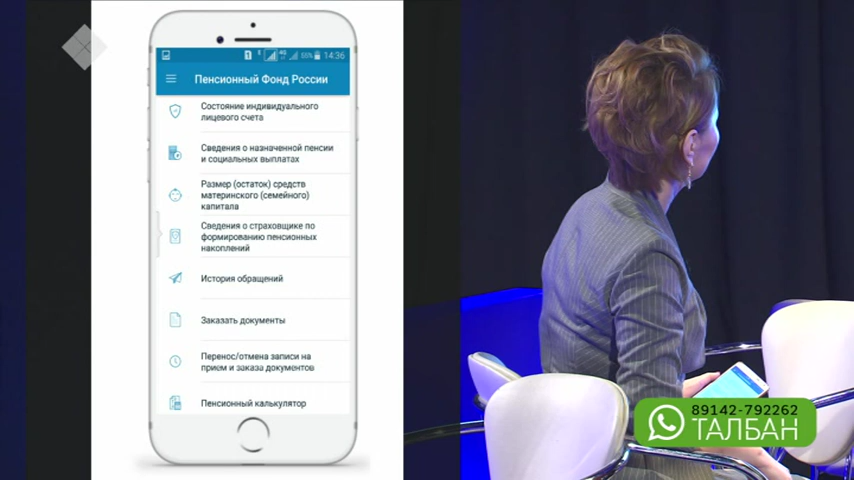 4G 55% 14:36
Пенсионный Фонд России
Состояние индивидуального
лицевого счета
Сведения о назначенной пенсии
и социальных выплатах
Размер (остаток) средств
материнского (семейного)
капитала
Сведения о страховщике по
формированию пенсионных
накоплений
История обращений
Заказать документы
Перенос/отмена записи на
прием и заказа документов
Пенсионный калькулятор
89142-792262
ТАЛБАН